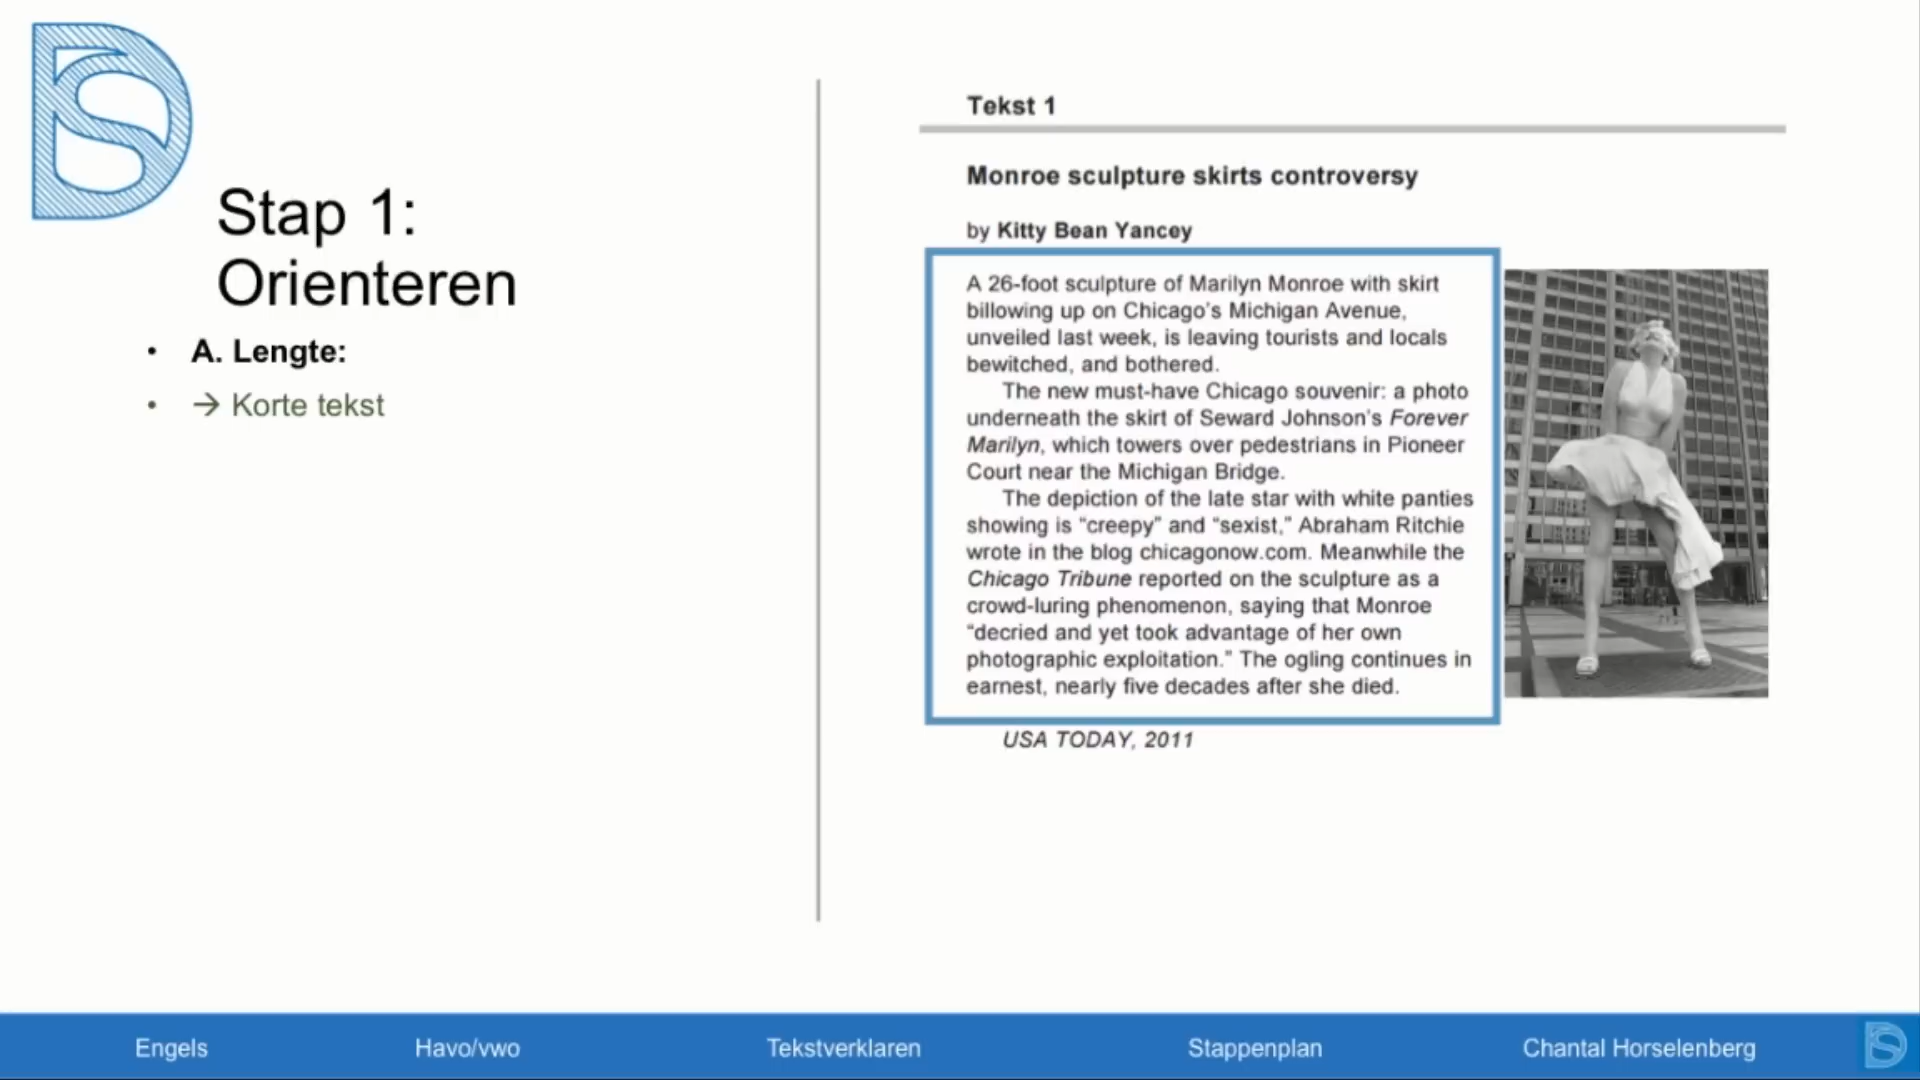 Stap 1:
Orienteren
• A. Lengte:
• → Korte tekst
Tekst 1
Monroe sculpture skirts controversy
by Kitty Bean Yancey
A 26-foot sculpture of Marilyn Monroe with skirt
billowing up on Chicago's Michigan Avenue,
unveiled last week, is leaving tourists and locals
bewitched, and bothered.
The new must-have Chicago souvenir: a photo
underneath the skirt of Seward Johnson's Forever
Marilyn, which towers over pedestrians in Pioneer
Court near the Michigan Bridge.
The depiction of the late star with white panties
showing is “creepy” and “sexist,” Abraham Ritchie
wrote in the blog chicagonow.com. Meanwhile the
Chicago Tribune reported on the sculpture as a
crowd-luring phenomenon, saying that Monroe
“decried and yet took advantage of her own
photographic exploitation.” The ogling continues in
earnest, nearly five decades after she died.
USA TODAY, 2011
Engels
Havo/vwo
Tekstverklaren
Stappenplan
Chantal Horselenberg